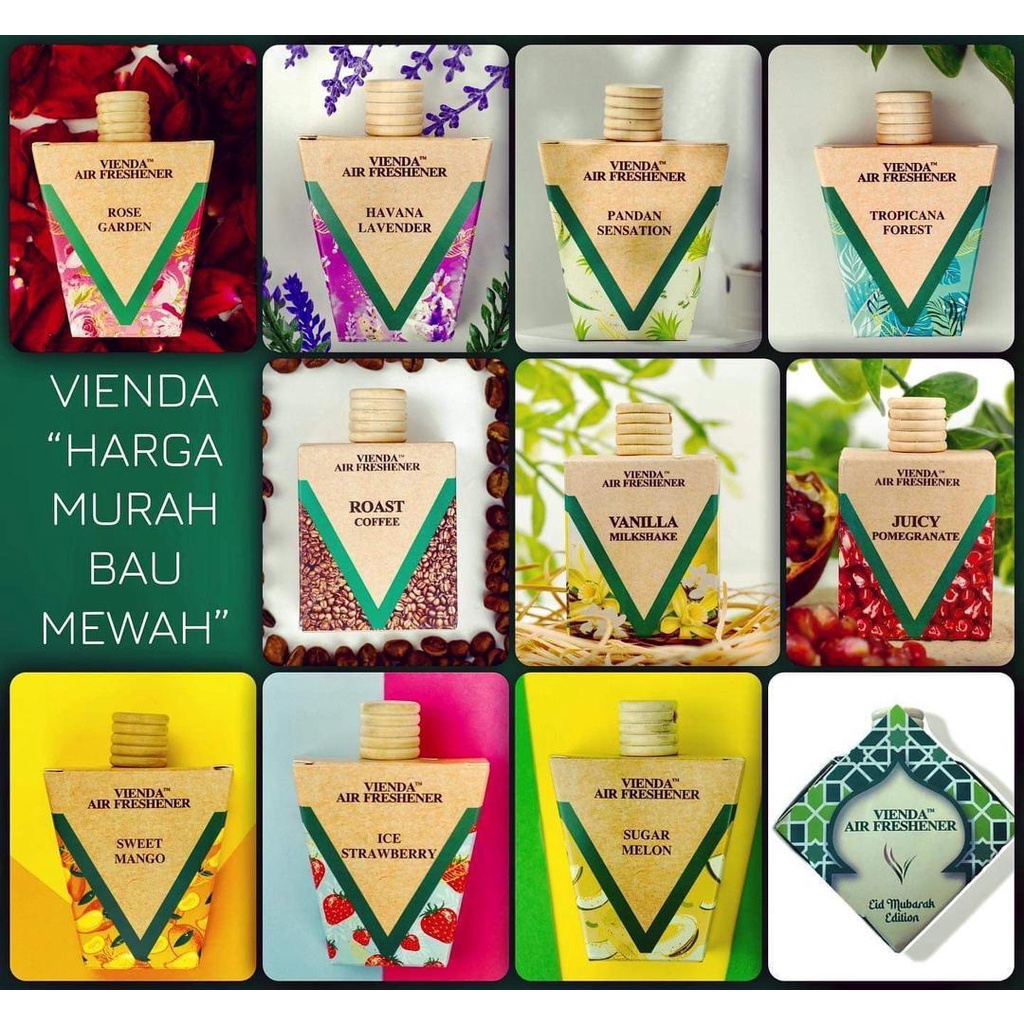 VIENDA™
AIR FRESHENER
ROSE
GARDEN
VIENDA™
AIR FRESHENER
HAVANA
LAVENDER
VIENDA™
AIR FRESHENER
PANDAN
SENSATION
VIENDA™
AIR FRESHENER
TROPICANA
FOREST
VIENDA
“HARGA
MURAH
BAU
MEWAH”
VIENDA™
AIR FRESHENER
ROAST
COFFEE
VIENDA™
AIR FRESHENER
VANILLA
MILKSHAKE
VIENDA™
AIR FRESHENER
JUICY
POMEGRANATE
VIENDA™
AIR FRESHENER
SWEET
MANGO
VIENDA™
AIR FRESHENER
ICE
STRAWBERRY
VIENDA™
AIR FRESHENER
SUGAR
MELON
VIENDA™
AIR FRESHENER
Eid Mubarak
Edition